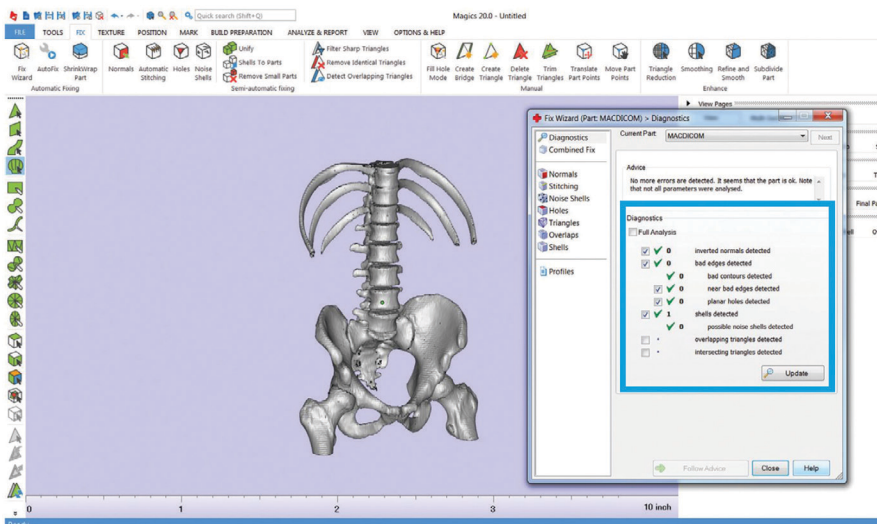 Quick search (Shift+Q)
Magics 20.0 - Untitled
FILE TOOLS FIX TEXTURE POSITION MARK BUILD PREPARATION ANALYZE & REPORT VIEW OPTIONS & HELP
Fix Wizard
AutoFix
ShrinkWrap Part
Automatic Fixing
Normals
Automatic Stitching
Holes
Noise Shells
Unify
Shells To Parts
Remove Small Parts
Semi-automatic fixing
Filter Sharp Triangles
Remove Identical Triangles
Detect Overlapping Triangles
Fill Hole Mode
Create Bridge
Create Triangle
Delete Triangle
Trim Triangles
Translate Part Points
Move Part Points
Manual
Triangle Reduction
Smoothing
Refine and Smooth
Subdivide Part
Enhance
View Pages
Fix Wizard (Part: MACDICOM) > Diagnostics
Diagnostics
Combined Fix
Normals
Stitching
Noise Shells
Holes
Triangles
Overlaps
Shells
Profiles
Current Part MACDICOM
Next
Advice
No more errors are detected. It seems that the part is ok. Note
that not all parameters were analysed.
Diagnostics
Full Analysis
0 inverted normals detected
0 bad edges detected
0 bad contours detected
0 near bad edges detected
0 planar holes detected
1 shells detected
0 possible noise shells detected
- overlapping triangles detected
- intersecting triangles detected
Update
Follow Advice
Close
Help
Final Pa
0 1 2 3 10 inch